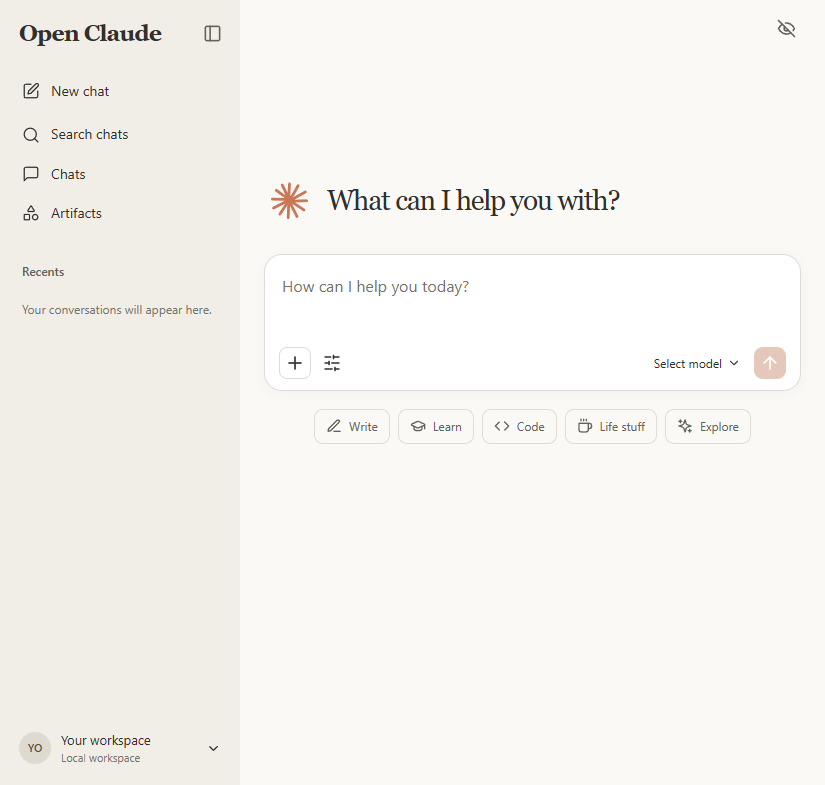 Open Claude
New chat
Search chats
Chats
Artifacts
Recents
Your conversations will appear here.
YO
Your workspace
Local workspace
What can I help you with?
How can I help you today?
Select model
Write
Learn
Code
Life stuff
Explore